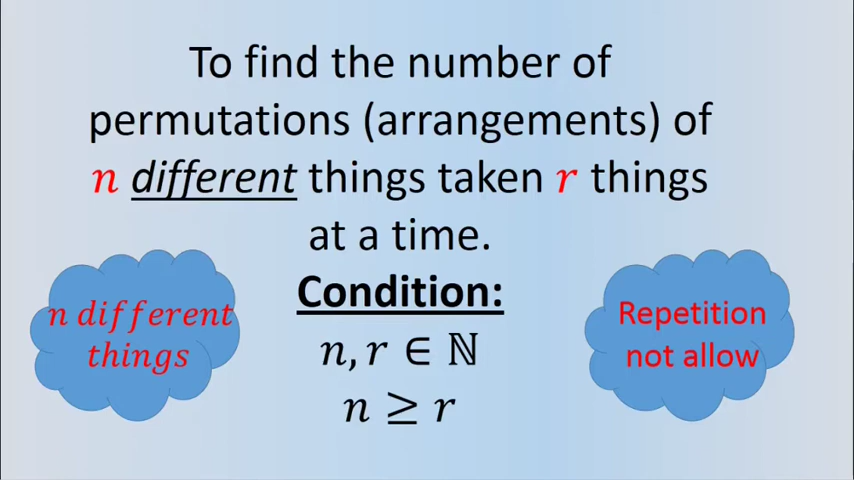 To find the number of
permutations (arrangements) of
n different things taken r things
at a time.
Condition:
n, r ∈ ℕ
n ≥ r
n different
things
Repetition
not allow